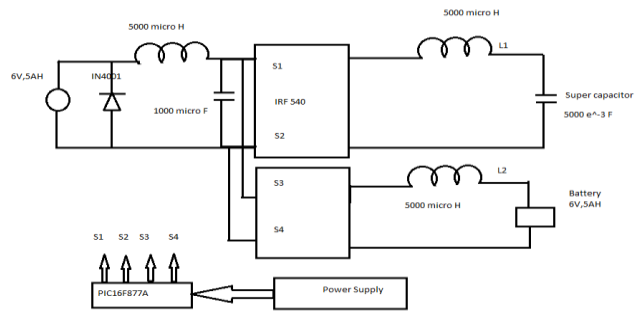 5000 micro H
5000 micro H
L1
6V,5AH
IN4001
S1
Super capacitor
IRF 540
1000 micro F
5000 e^-3 F
S2
L2
S3
Battery
5000 micro H
6V,5AH
S4
S1 S2 S3 S4
PIC16F877A
Power Supply